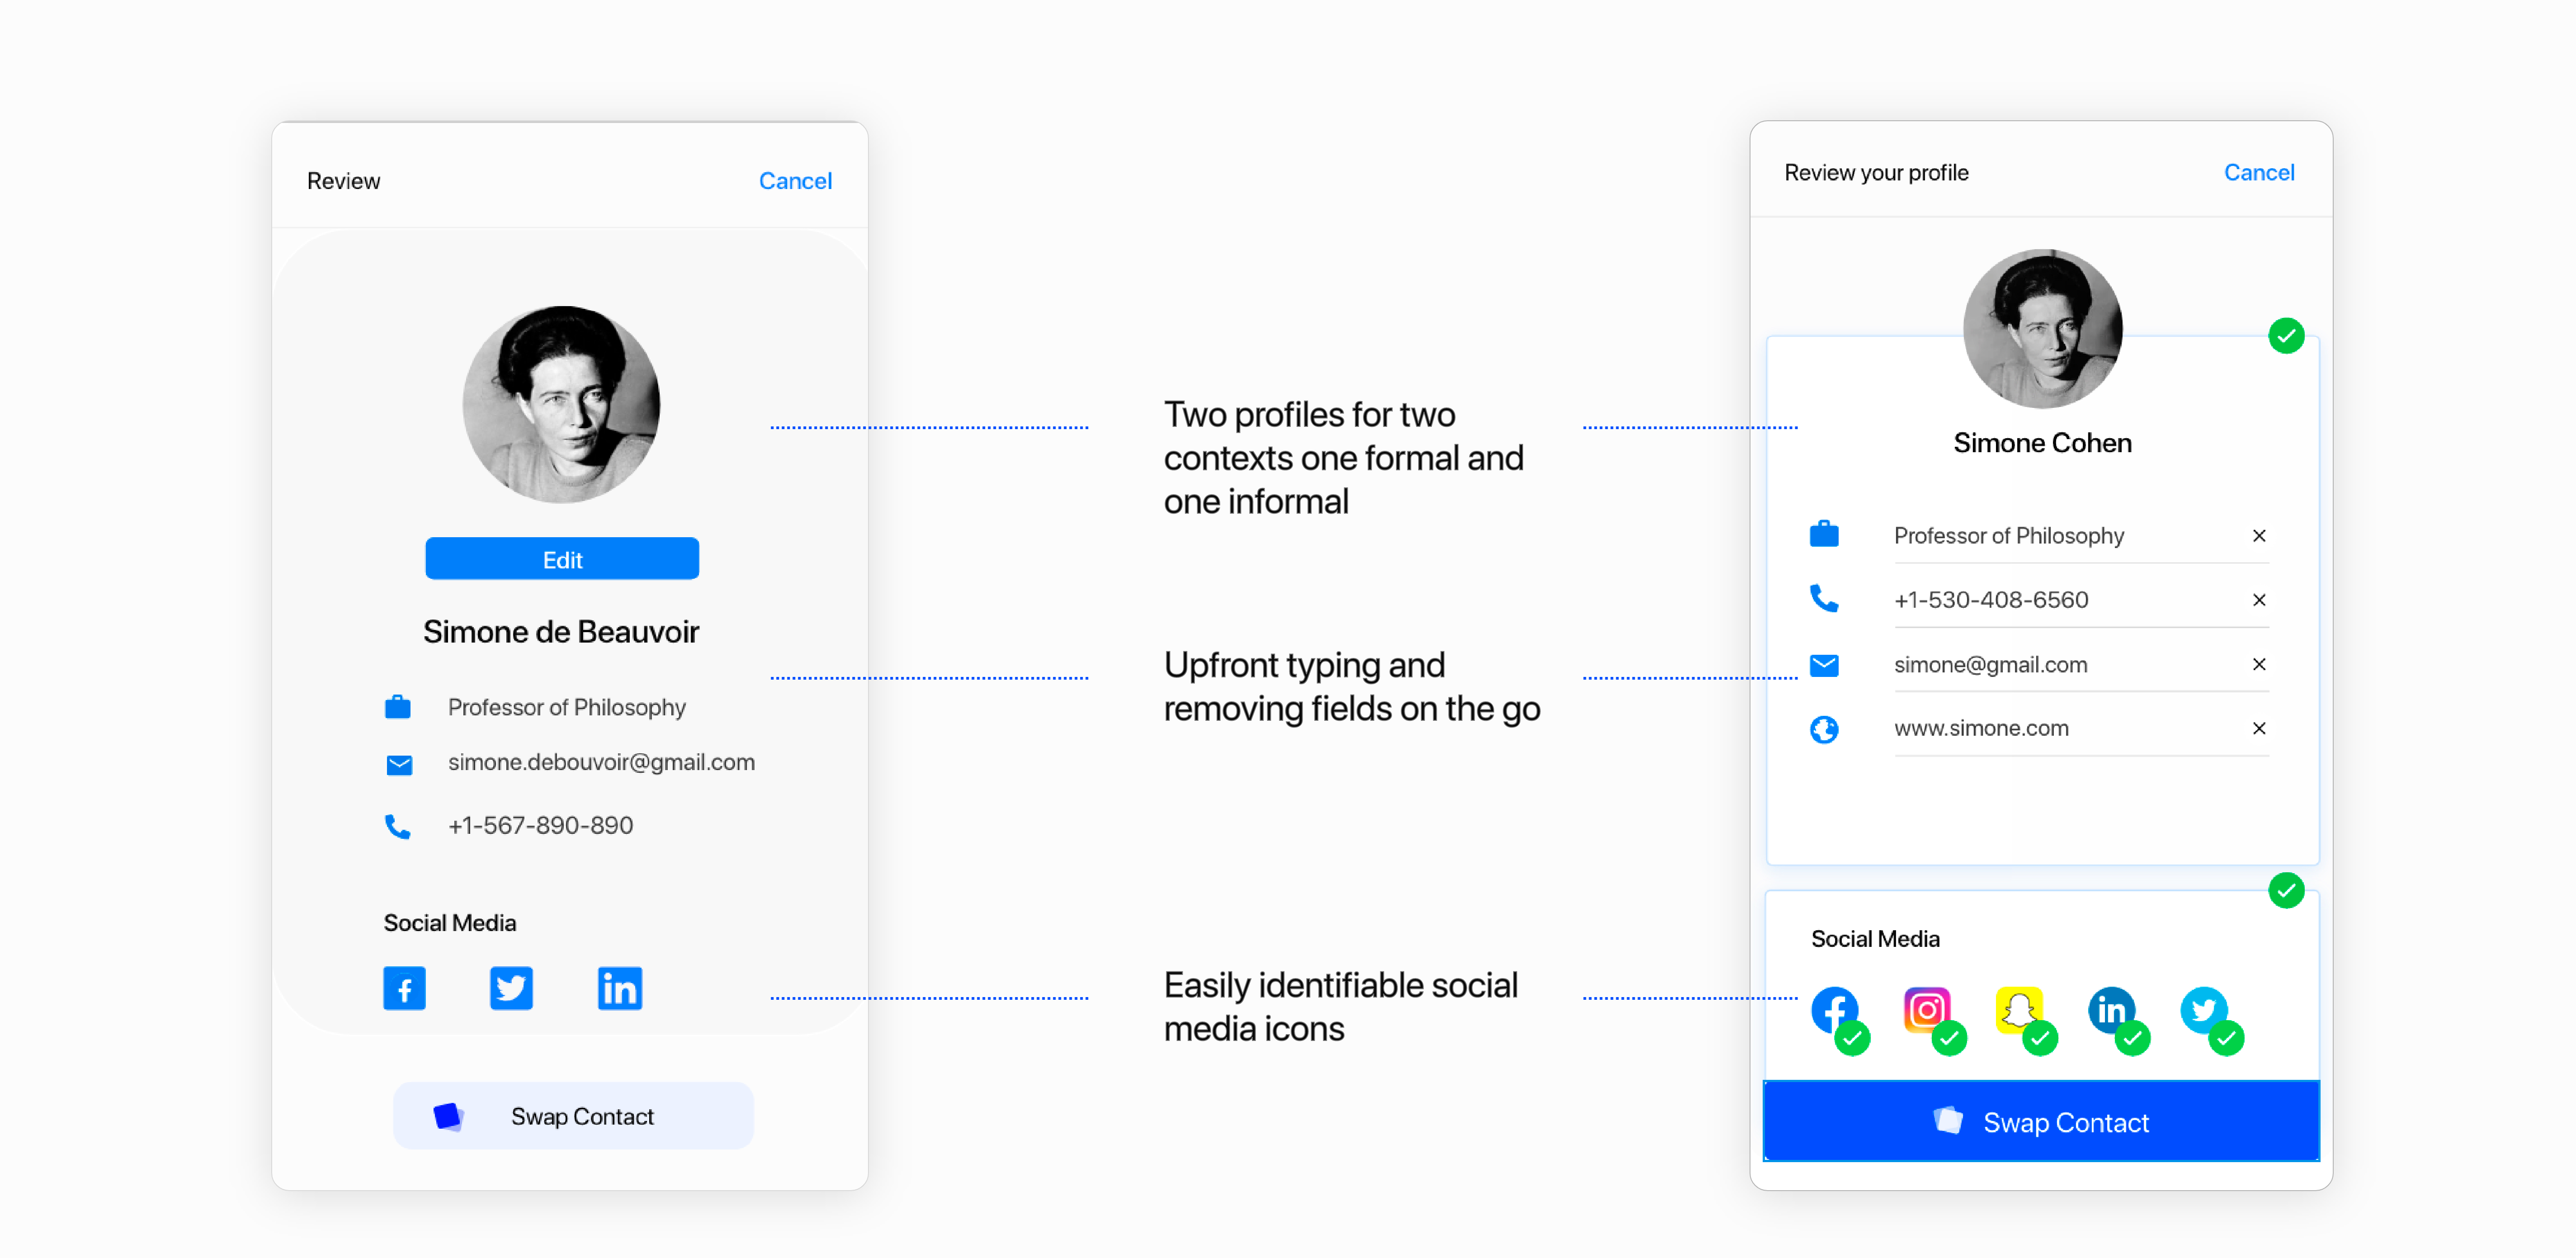 Review
Cancel
Edit
Simone de Beauvoir
Professor of Philosophy
simone.debouvoir@gmail.com
+1-567-890-890
Social Media
f
in
Swap Contact
Two profiles for two
contexts one formal and
one informal
Upfront typing and
removing fields on the go
Easily identifiable social
media icons
Review your profile
Cancel
Simone Cohen
Professor of Philosophy
+1-530-408-6560
simone@gmail.com
www.simone.com
Social Media
f
in
Swap Contact